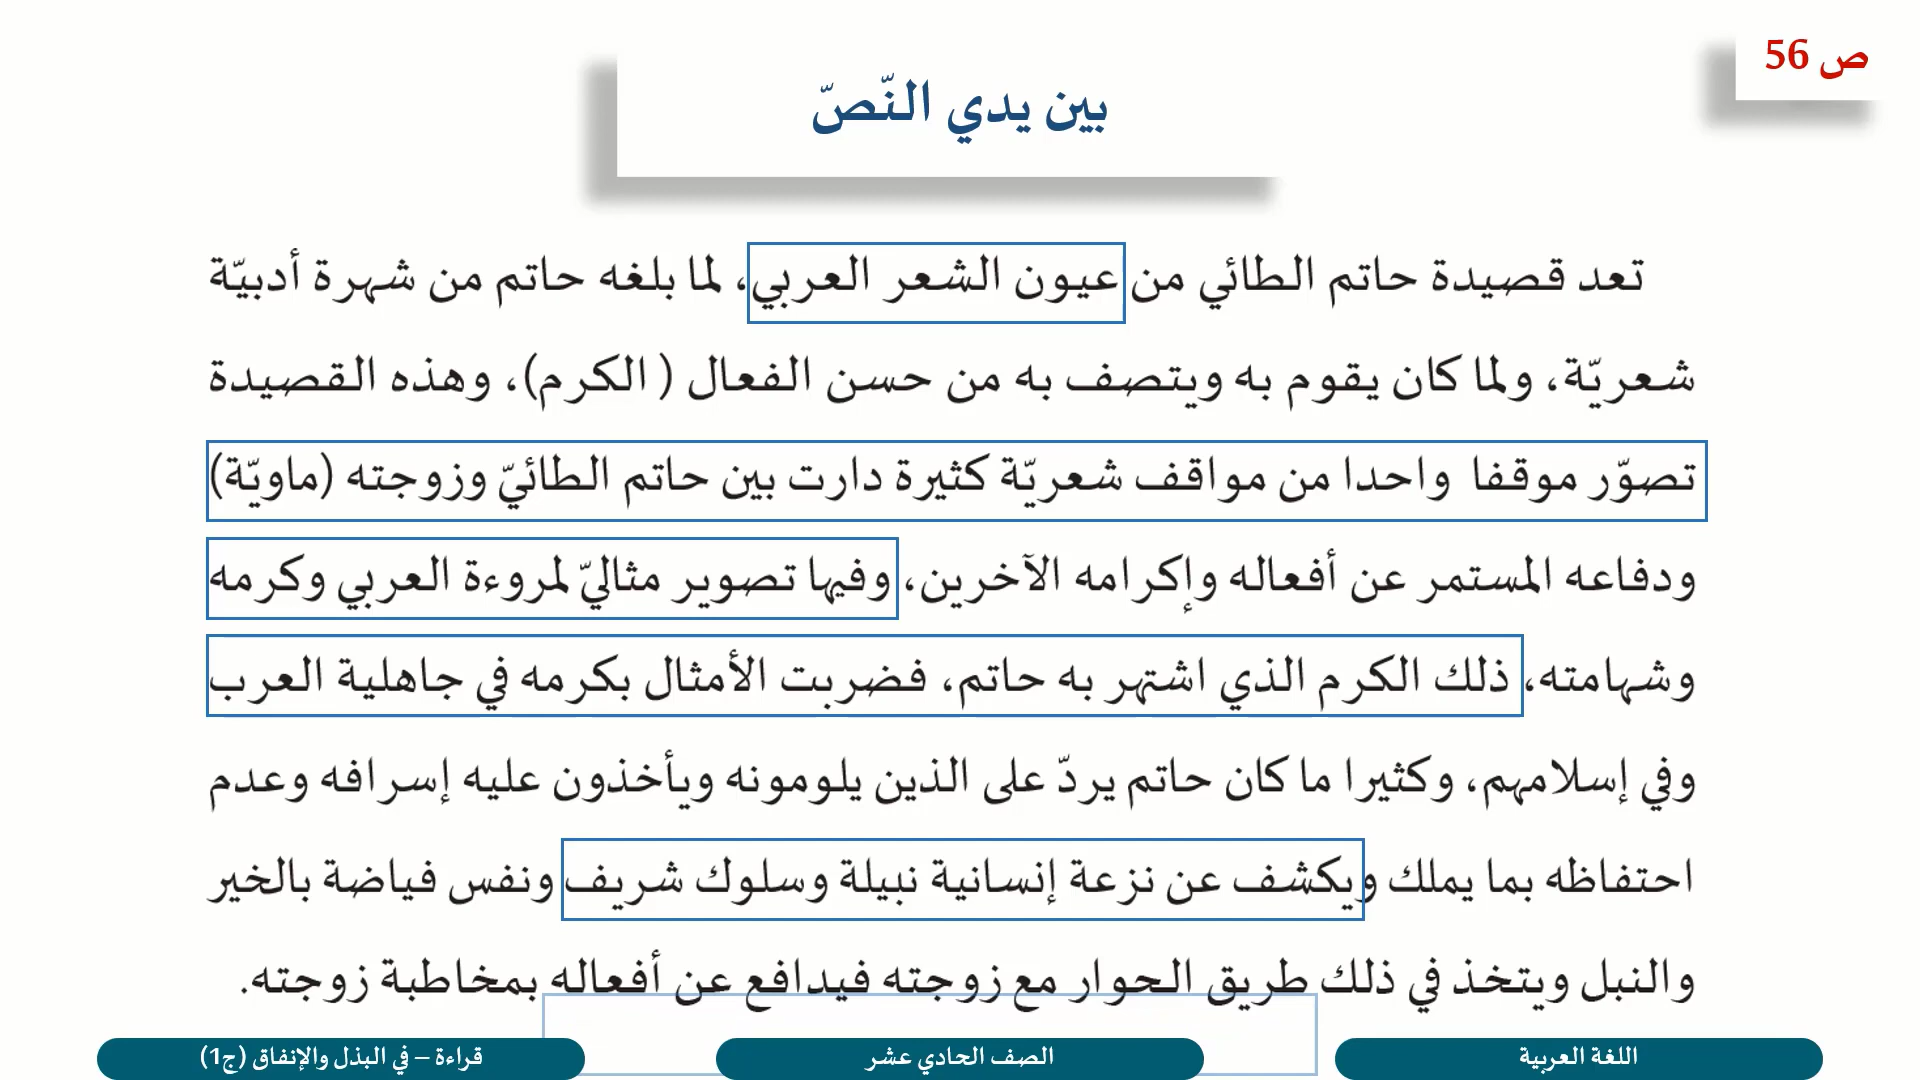 ص 56
بين يدي النّصّ
تعد قصيدة حاتم الطائي من عيون الشعر العربي، لما بلغه حاتم من شهرة أدبيّة
شعريّة، ولما كان يقوم به ويتصف به من حسن الفعال ( الكرم)، وهذه القصيدة
تصوّر موقفا واحدا من مواقف شعريّة كثيرة دارت بين حاتم الطائيّ وزوجته (ماويّة)
ودفاعه المستمر عن أفعاله وإكرامه الآخرين، وفيها تصوير مثاليّ لمروءة العربي وكرمه
وشهامته، ذلك الكرم الذي اشتهر به حاتم، فضربت الأمثال بكرمه في جاهلية العرب
وفي إسلامهم، وكثيرا ما كان حاتم يردّ على الذين يلومونه ويأخذون عليه إسرافه وعدم
احتفاظه بما يملك ويكشف عن نزعة إنسانية نبيلة وسلوك شريف ونفس فياضة بالخير
والنبل ويتخذ في ذلك طريق الحوار مع زوجته فيدافع عن أفعاله بمخاطبة زوجته.
اللغة العربية
الصف الحادي عشر
قراءة – في البذل والإنفاق (ج1)